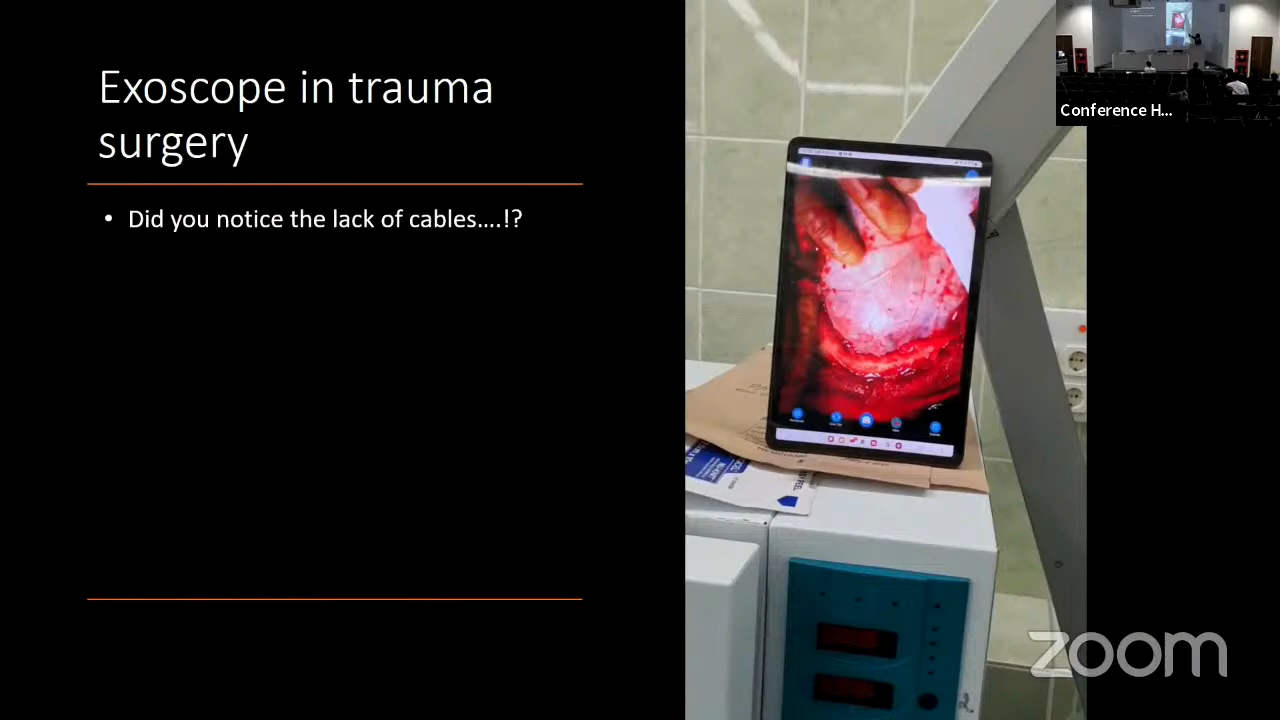 Exoscope in trauma
surgery
• Did you notice the lack of cables....!?
Conference H...
zoom